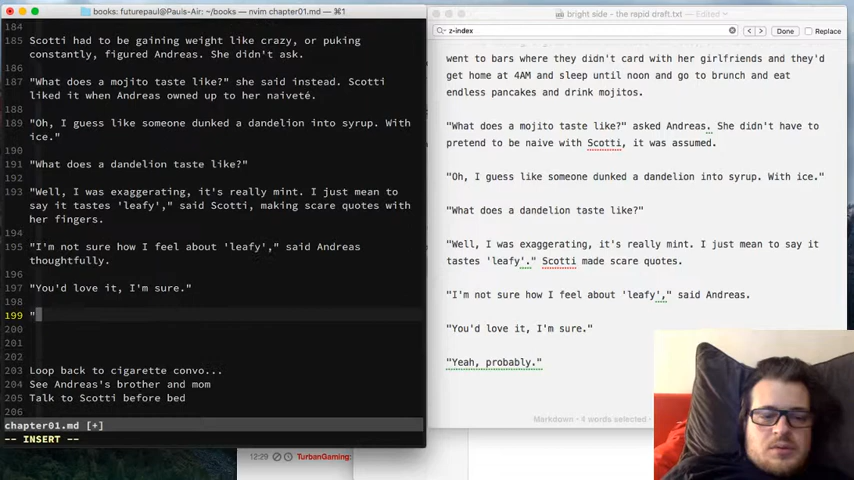 books: futurepaul@Pauls-Air: ~/books — nvim chapter01.md — ⌘1
184
185 Scotti had to be gaining weight like crazy, or puking
constantly, figured Andreas. She didn't ask.
186
187 "What does a mojito taste like?" she said instead. Scotti
liked it when Andreas owned up to her naiveté.
188
189 "Oh, I guess like someone dunked a dandelion into syrup. With
ice."
190
191 "What does a dandelion taste like?"
192
193 "Well, I was exaggerating, it's really mint. I just mean to
say it tastes 'leafy'," said Scotti, making scare quotes with
her fingers.
194
195 "I'm not sure how I feel about 'leafy'," said Andreas
thoughtfully.
196
197 "You'd love it, I'm sure."
198
199 "
200
201
202
203 Loop back to cigarette convo...
204 See Andreas's brother and mom
205 Talk to Scotti before bed
206
chapter01.md [+]
-- INSERT --
bright side - the rapid draft.txt — Edited
z-index
Done
Replace
went to bars where they didn't card with her girlfriends and they'd
get home at 4AM and sleep until noon and go to brunch and eat
endless pancakes and drink mojitos.
"What does a mojito taste like?" asked Andreas. She didn't have to
pretend to be naive with Scotti, it was assumed.
"Oh, I guess like someone dunked a dandelion into syrup. With ice."
"What does a dandelion taste like?"
"Well, I was exaggerating, it's really mint. I just mean to say it
tastes 'leafy'." Scotti made scare quotes.
"I'm not sure how I feel about 'leafy'," said Andreas.
"You'd love it, I'm sure."
"Yeah, probably."
Markdown - 4 words selected
12:29 TurbanGaming: